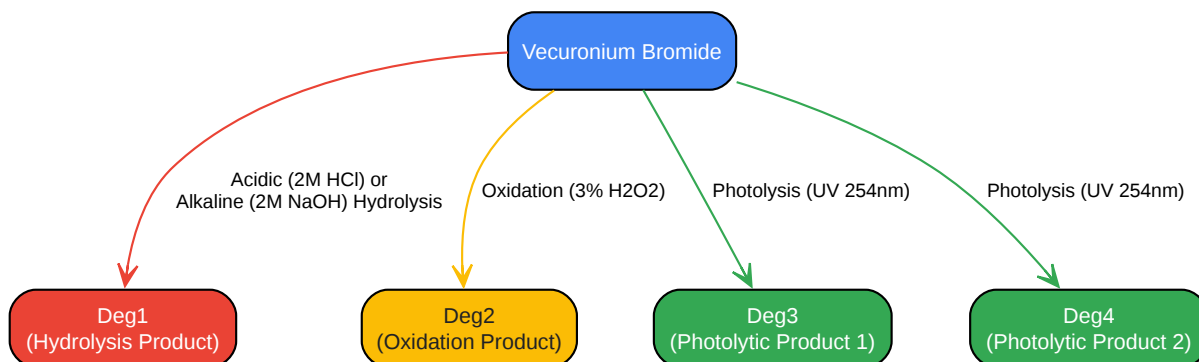 Vecuronium Bromide
Acidic (2M HCl) or
Alkaline (2M NaOH) Hydrolysis
Oxidation (3% H2O2)
Photolysis (UV 254nm)
Photolysis (UV 254nm)
Deg1
(Hydrolysis Product)
Deg2
(Oxidation Product)
Deg3
(Photolytic Product 1)
Deg4
(Photolytic Product 2)